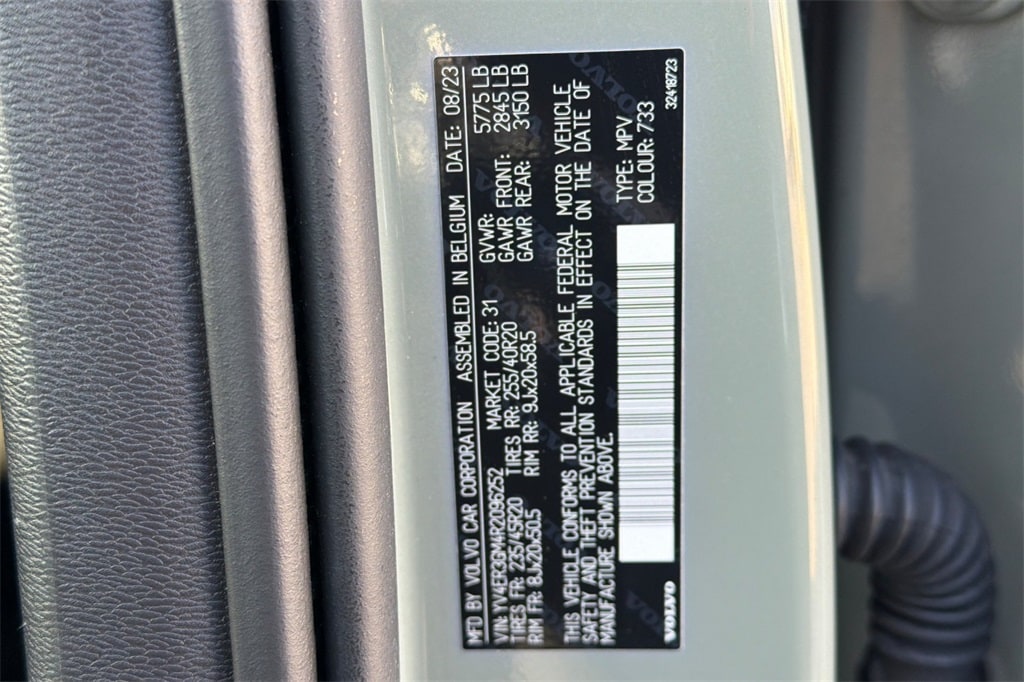 MFD BY VOLVO CAR CORPORATION ASSEMBLED IN BELGIUM DATE: 08/23
VIN: YV4ER3GM4R2096252 MARKET CODE: 31 GVWR: 5775 LB
TIRES FR: 235/45R20 TIRES RR: 255/40R20 GAWR FRONT: 2845 LB
RIM FR: 8Jx20x50.5 RIM RR: 9Jx20x58.5 GAWR REAR: 3150 LB
THIS VEHICLE CONFORMS TO ALL APPLICABLE FEDERAL MOTOR VEHICLE
SAFETY AND THEFT PREVENTION STANDARDS IN EFFECT ON THE DATE OF
MANUFACTURE SHOWN ABOVE.
TYPE: MPV
COLOUR: 733
VOLVO
32418723